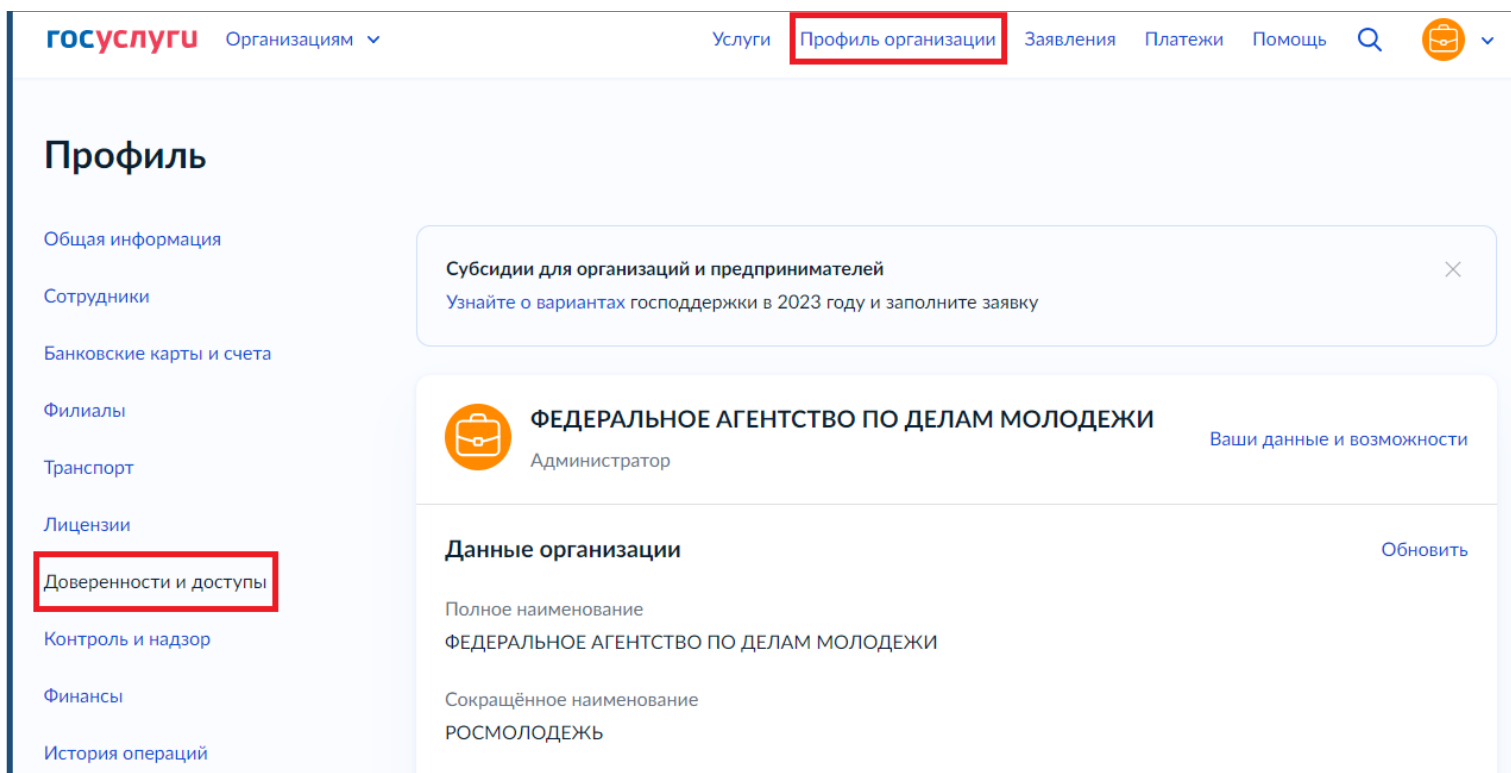 госуслуги Организациям Услуги Профиль организации Заявления Платежи Помощь
Профиль
Общая информация
Сотрудники
Банковские карты и счета
Филиалы
Транспорт
Лицензии
Доверенности и доступы
Контроль и надзор
Финансы
История операций
Субсидии для организаций и предпринимателей
Узнайте о вариантах господдержки в 2023 году и заполните заявку
ФЕДЕРАЛЬНОЕ АГЕНТСТВО ПО ДЕЛАМ МОЛОДЕЖИ
Администратор
Ваши данные и возможности
Данные организации
Обновить
Полное наименование
ФЕДЕРАЛЬНОЕ АГЕНТСТВО ПО ДЕЛАМ МОЛОДЕЖИ
Сокращённое наименование
РОСМОЛОДЕЖЬ